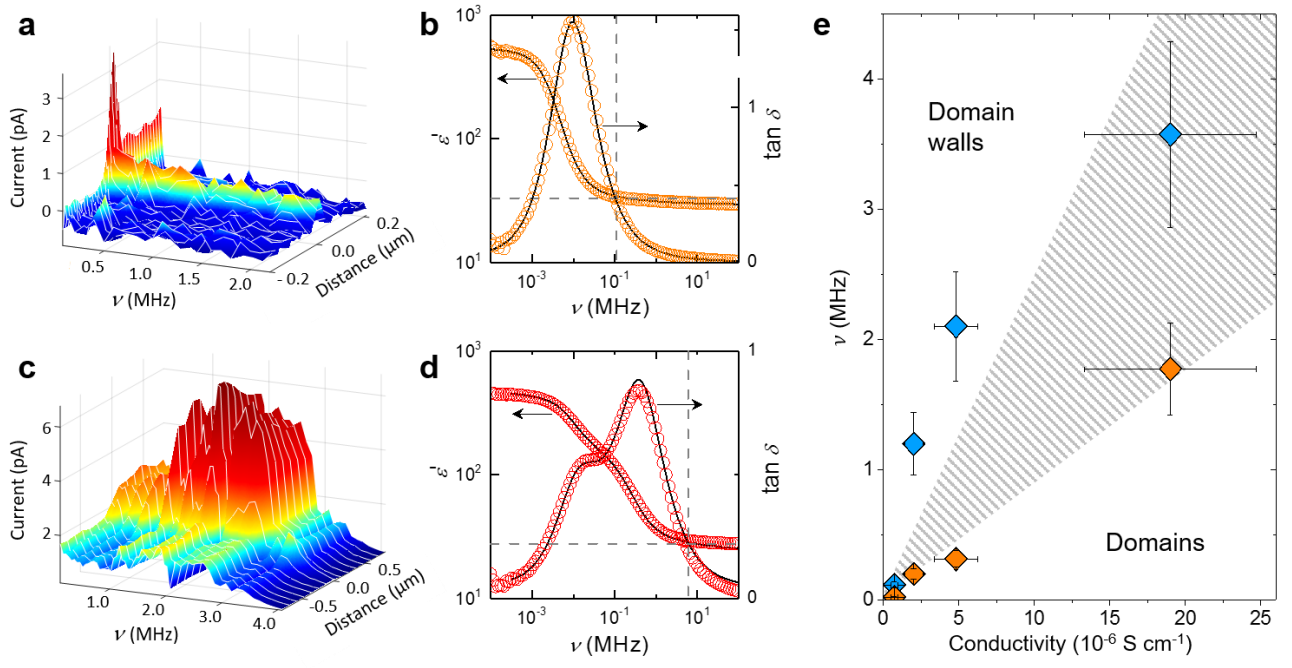 a
Current (pA)
3
2
1
0
0.5
1.0
1.5
2.0
ν (MHz)
- 0.2
0.0
0.2
Distance (µm)
b
10³
10²
10¹
ε'
1
0
tan δ
10⁻³
10⁻¹
10¹
ν (MHz)
c
Current (pA)
6
4
2
1.0
2.0
3.0
4.0
ν (MHz)
-0.5
0.0
0.5
Distance (µm)
d
10³
10²
10¹
ε'
1
0
tan δ
10⁻³
10⁻¹
10¹
ν (MHz)
e
4
3
2
1
0
ν (MHz)
Domain
walls
Domains
0
5
10
15
20
25
Conductivity (10⁻⁶ S cm⁻¹)